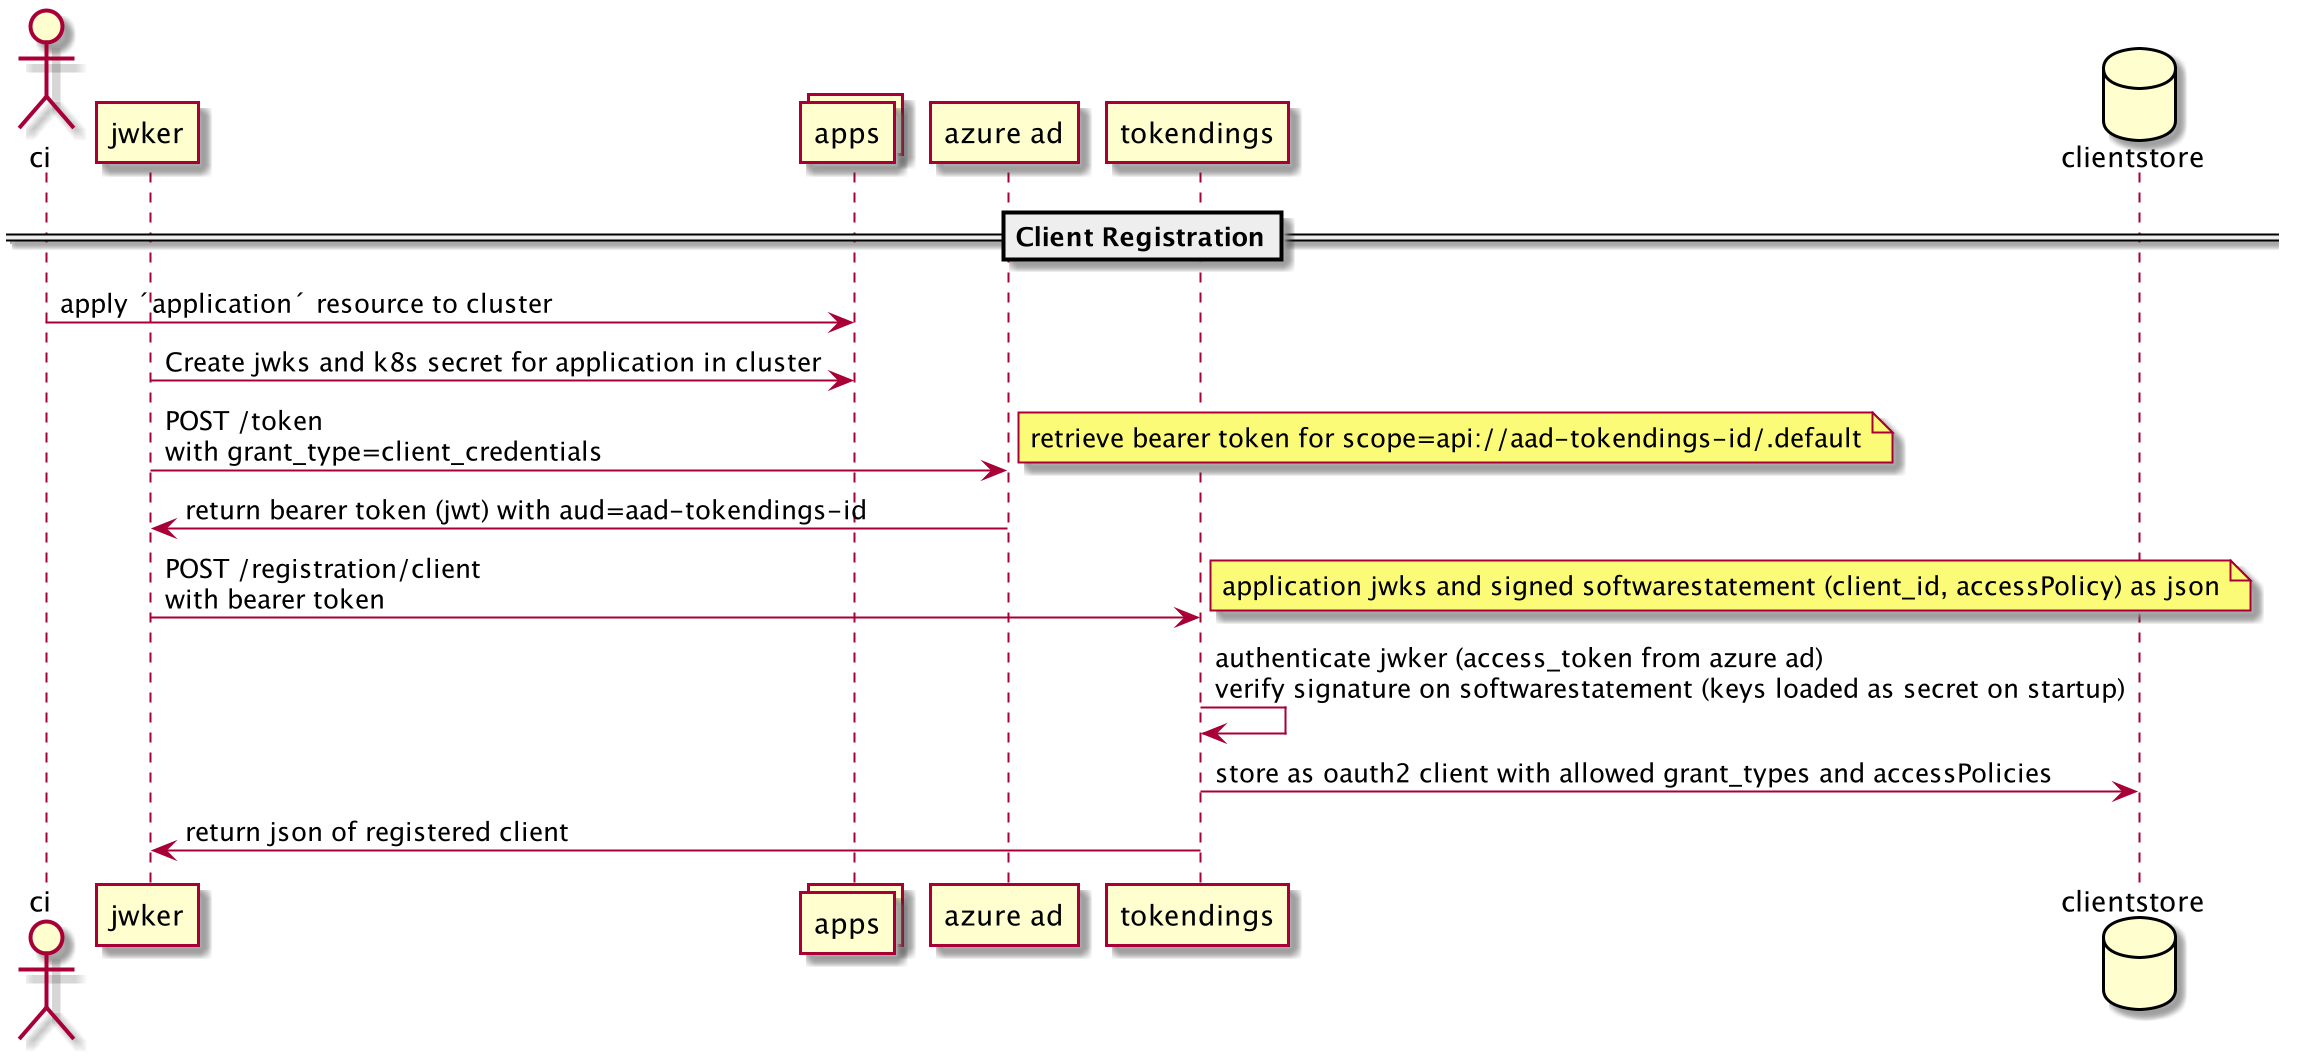 ci
jwker
apps
azure ad
tokendings
clientstore
Client Registration
apply ´application´ resource to cluster
Create jwks and k8s secret for application in cluster
POST /token
with grant_type=client_credentials
retrieve bearer token for scope=api://aad-tokendings-id/.default
return bearer token (jwt) with aud=aad-tokendings-id
POST /registration/client
with bearer token
application jwks and signed softwarestatement (client_id, accessPolicy) as json
authenticate jwker (access_token from azure ad)
verify signature on softwarestatement (keys loaded as secret on startup)
store as oauth2 client with allowed grant_types and accessPolicies
return json of registered client
ci
jwker
apps
azure ad
tokendings
clientstore